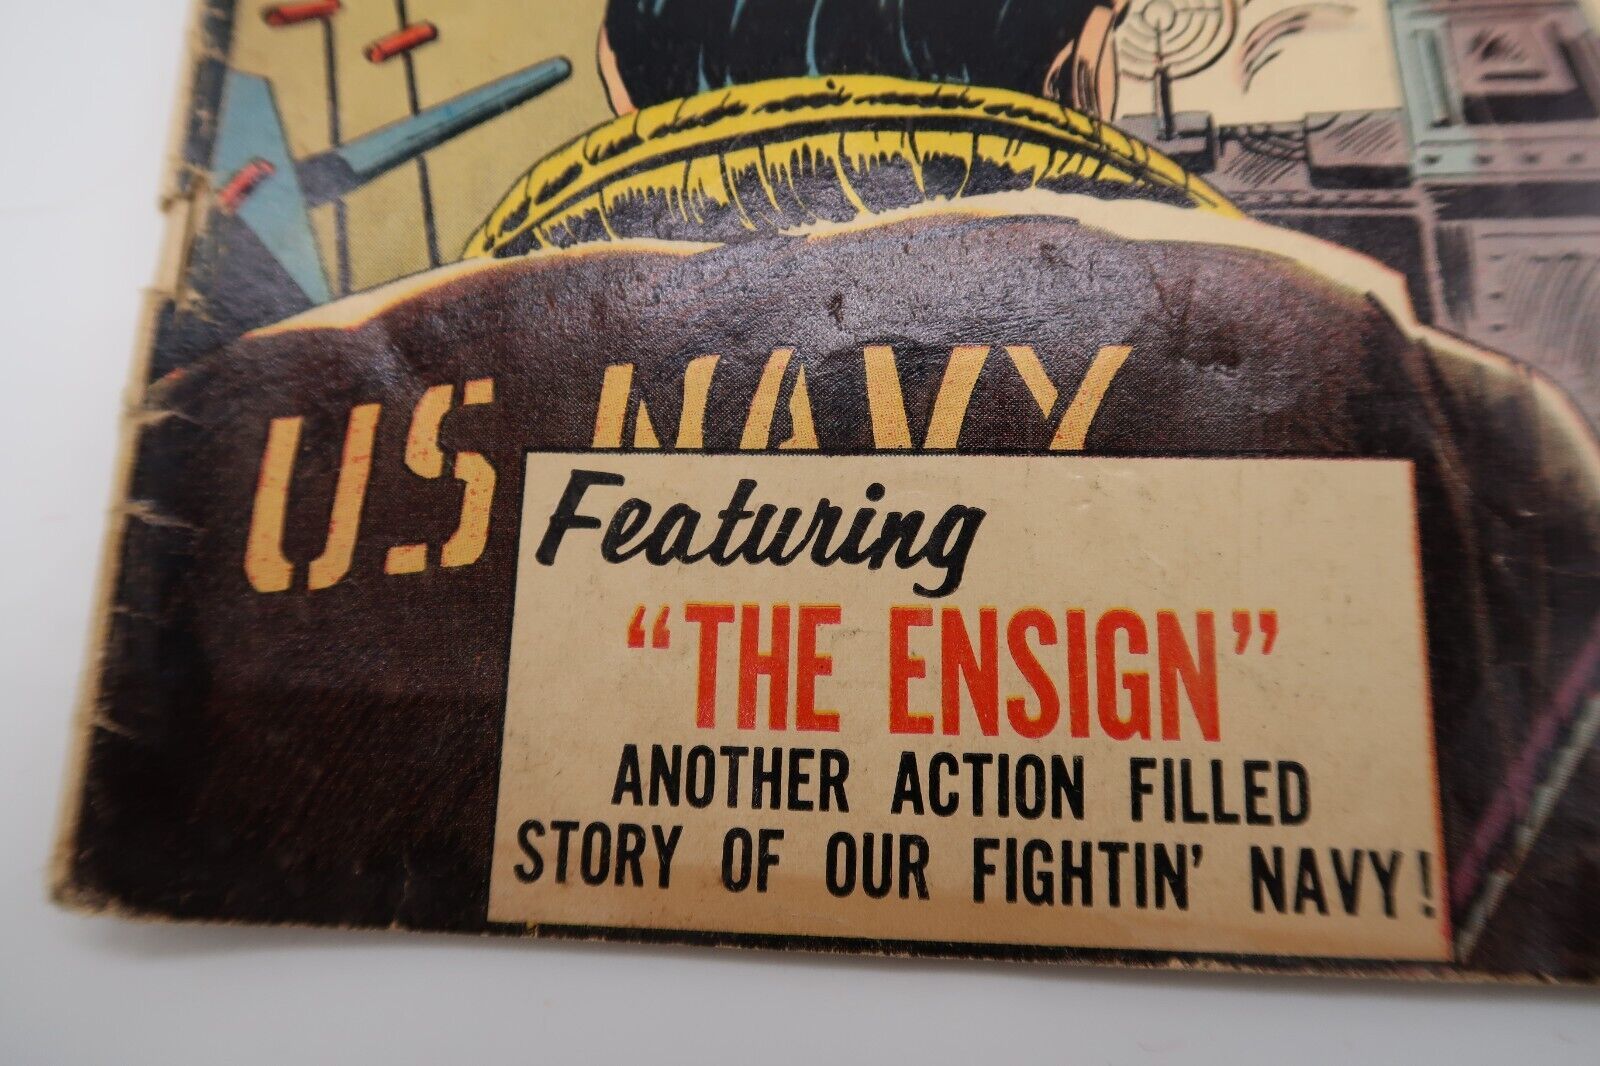 U.S. NAVY
Featuring
“THE ENSIGN”
ANOTHER ACTION FILLED
STORY OF OUR FIGHTIN' NAVY!